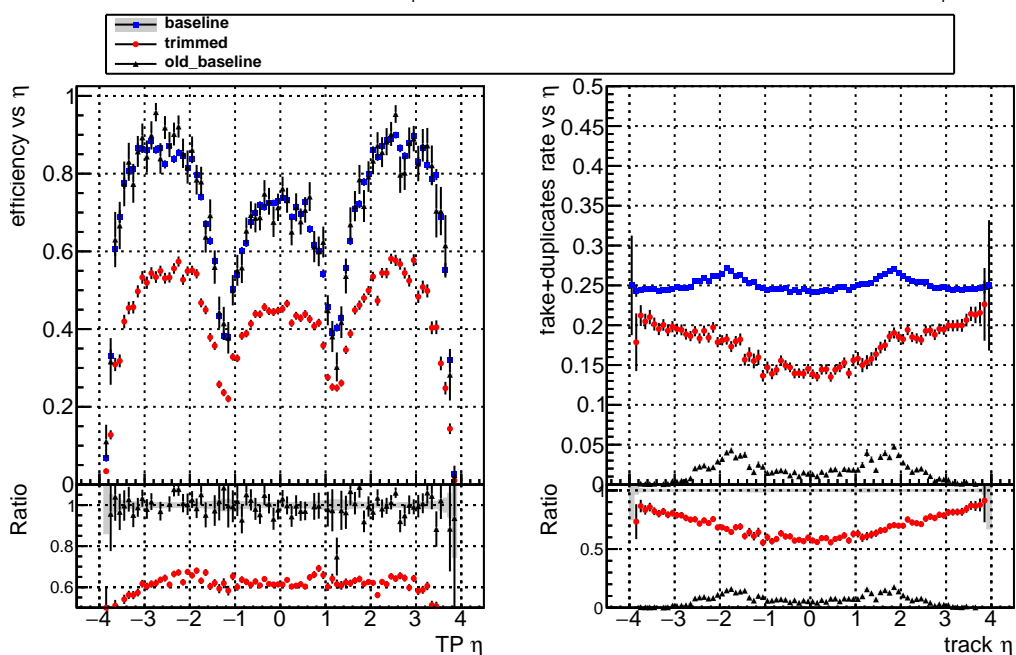 baseline
trimmed
old_baseline
efficiency vs η
1
0.8
0.6
0.4
0.2
0
Ratio
1
0.8
0.6
−4 −3 −2 −1 0 1 2 3 4
TP η
fake+duplicates rate vs η
0.5
0.45
0.4
0.35
0.3
0.25
0.2
0.15
0.1
0.05
0
Ratio
1
0.5
0
−4 −3 −2 −1 0 1 2 3 4
track η